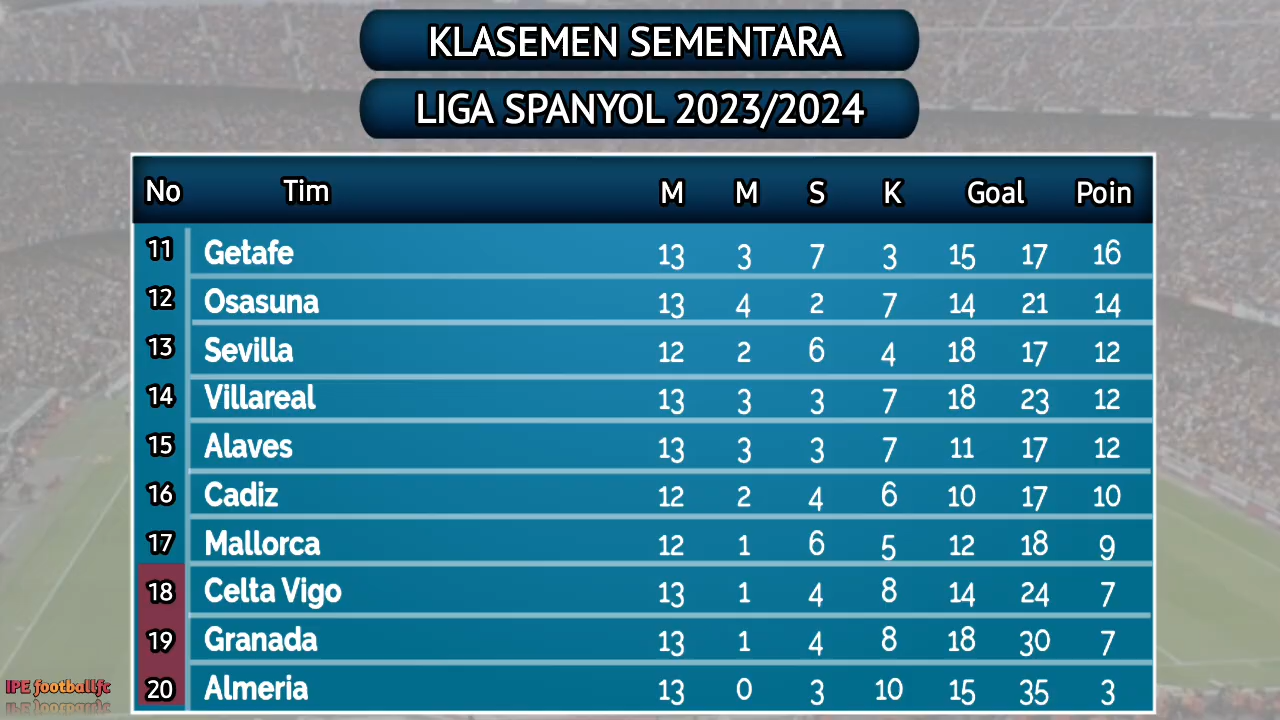 KLASEMEN SEMENTARA
LIGA SPANYOL 2023/2024
No Tim M M S K Goal Poin
11 Getafe 13 3 7 3 15 17 16
12 Osasuna 13 4 2 7 14 21 14
13 Sevilla 12 2 6 4 18 17 12
14 Villareal 13 3 3 7 18 23 12
15 Alaves 13 3 3 7 11 17 12
16 Cadiz 12 2 4 6 10 17 10
17 Mallorca 12 1 6 5 12 18 9
18 Celta Vigo 13 1 4 8 14 24 7
19 Granada 13 1 4 8 18 30 7
20 Almeria 13 0 3 10 15 35 3
IPE footballfc